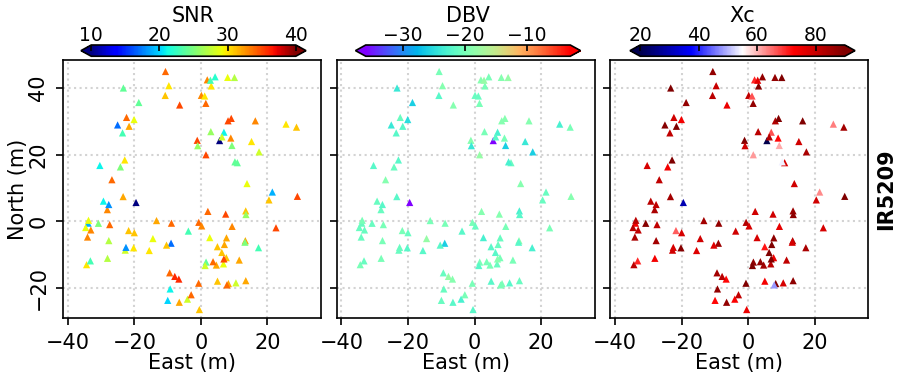 SNR DBV Xc
10 20 30 40 −30 −20 −10 20 40 60 80
40
20
0
−20
North (m)
−40 −20 0 20 −40 −20 0 20 −40 −20 0 20
East (m) East (m) East (m)
IR5209